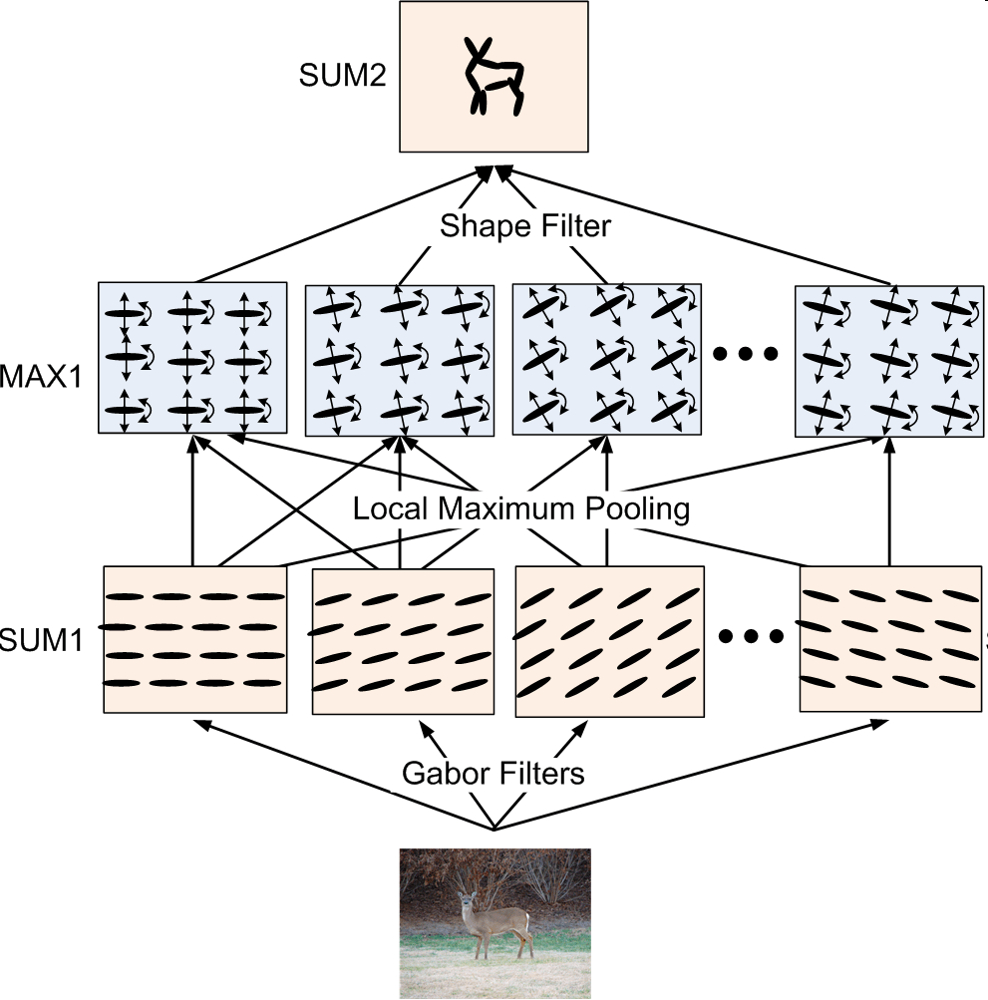 SUM2
Shape Filter
MAX1
Local Maximum Pooling
SUM1
Gabor Filters